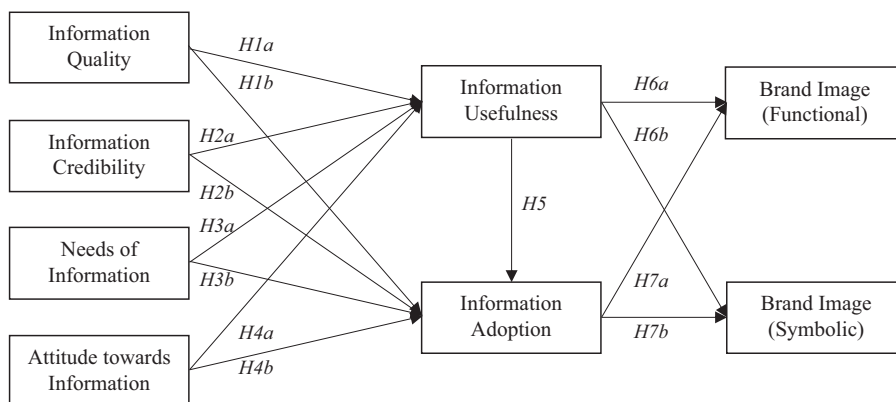 Information
Quality
Information
Credibility
Needs of
Information
Attitude towards
Information
H1a
H1b
H2a
H2b
H3a
H3b
H4a
H4b
Information
Usefulness
H5
Information
Adoption
H6a
H6b
H7a
H7b
Brand Image
(Functional)
Brand Image
(Symbolic)